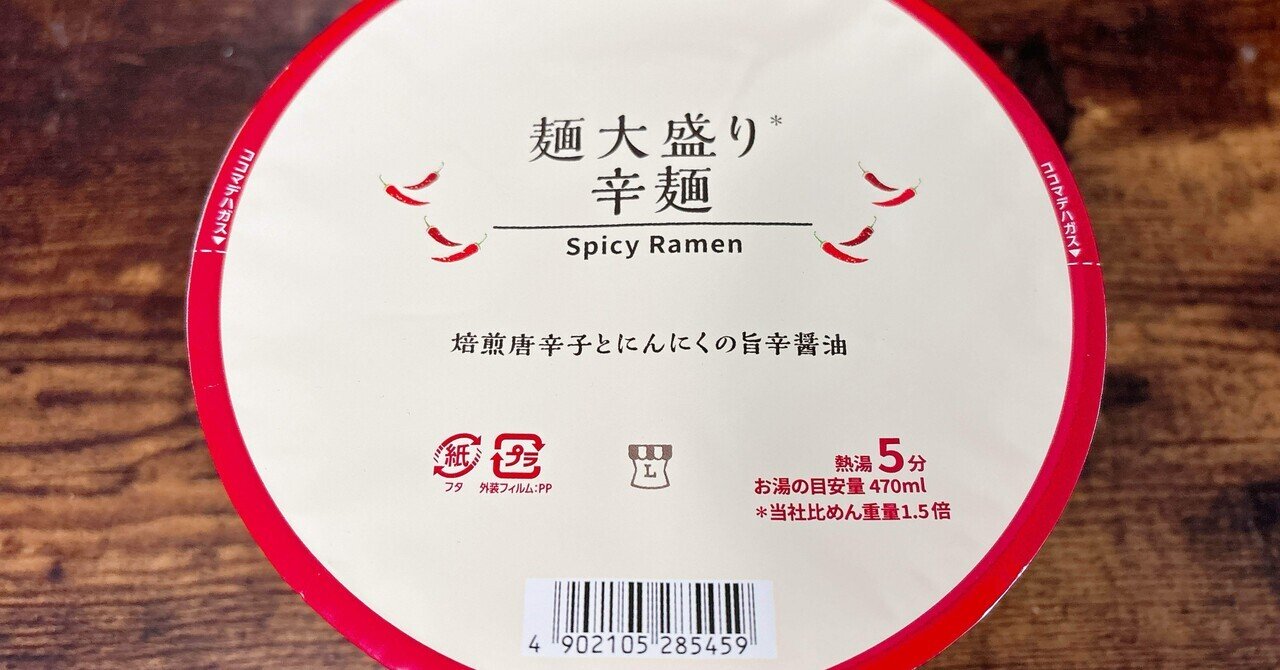 麺大盛り*
辛麺
Spicy Ramen
ココマデハガス▼
ココマデハガス▼
焙煎唐辛子とにんにくの旨辛醤油
紙
フタ
プラ
外装フィルム:PP
L
熱湯5分
お湯の目安量 470ml
*当社比めん重量1.5倍
4 902105 285459